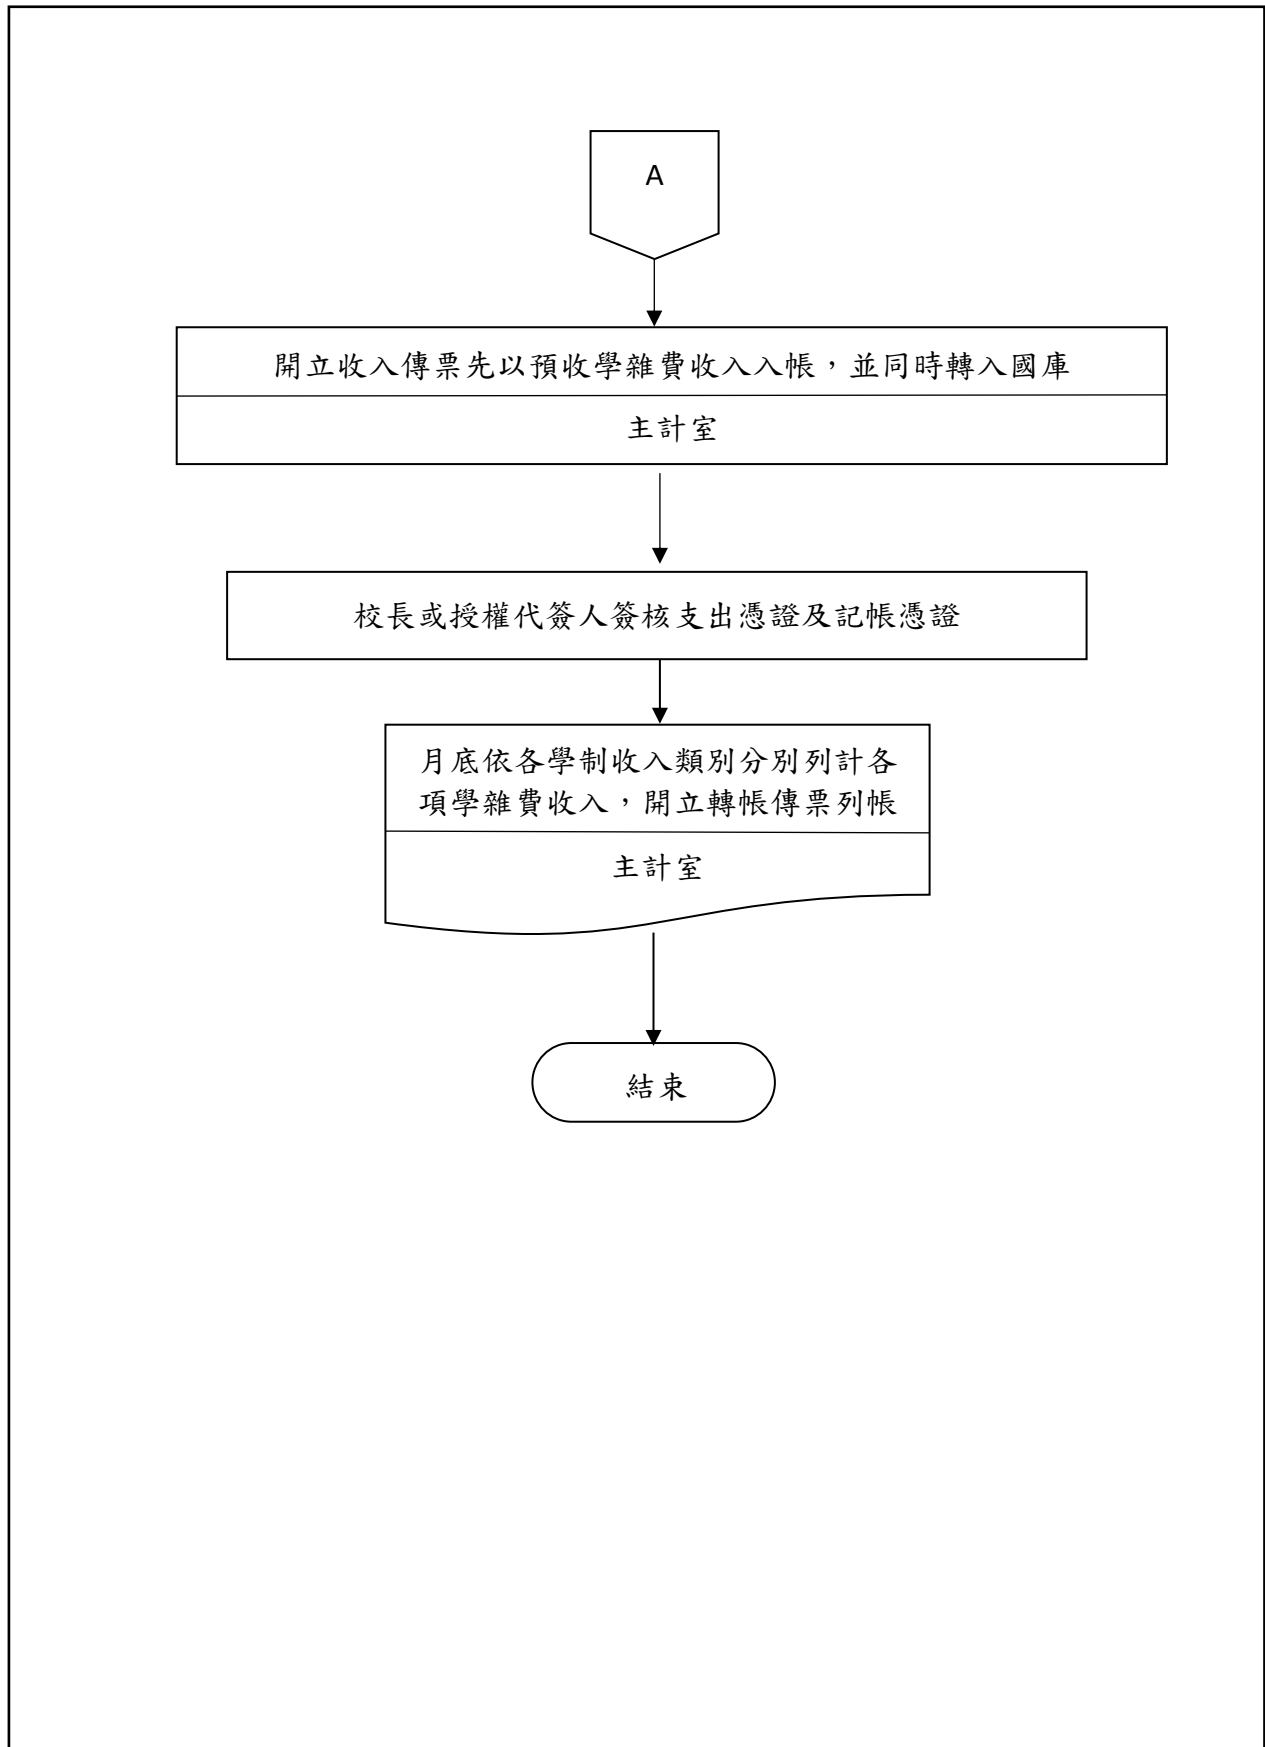 A
開立收入傳票先以預收學雜費收入入帳，並同時轉入國庫
主計室
校長或授權代簽人簽核支出憑證及記帳憑證
月底依各學制收入類別分別列計各
項學雜費收入，開立轉帳傳票列帳
主計室
結束